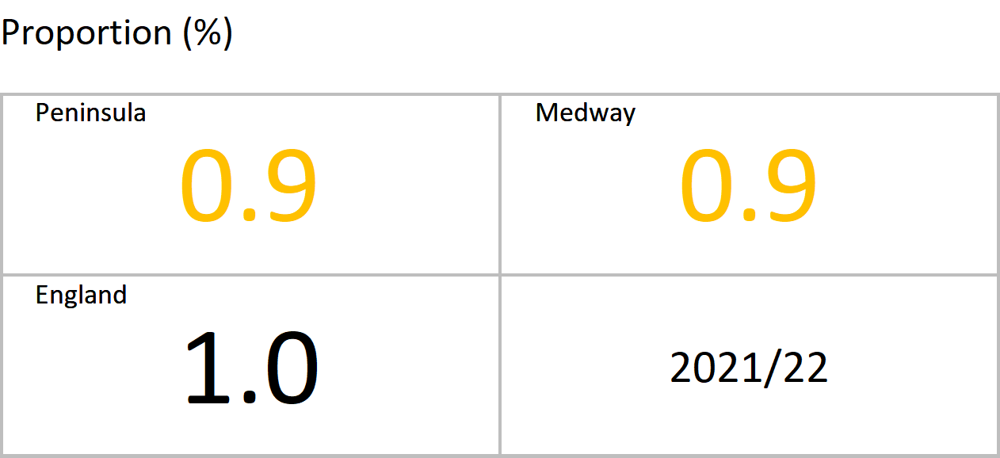 Proportion (%)
Peninsula
0.9
Medway
0.9
England
1.0
2021/22